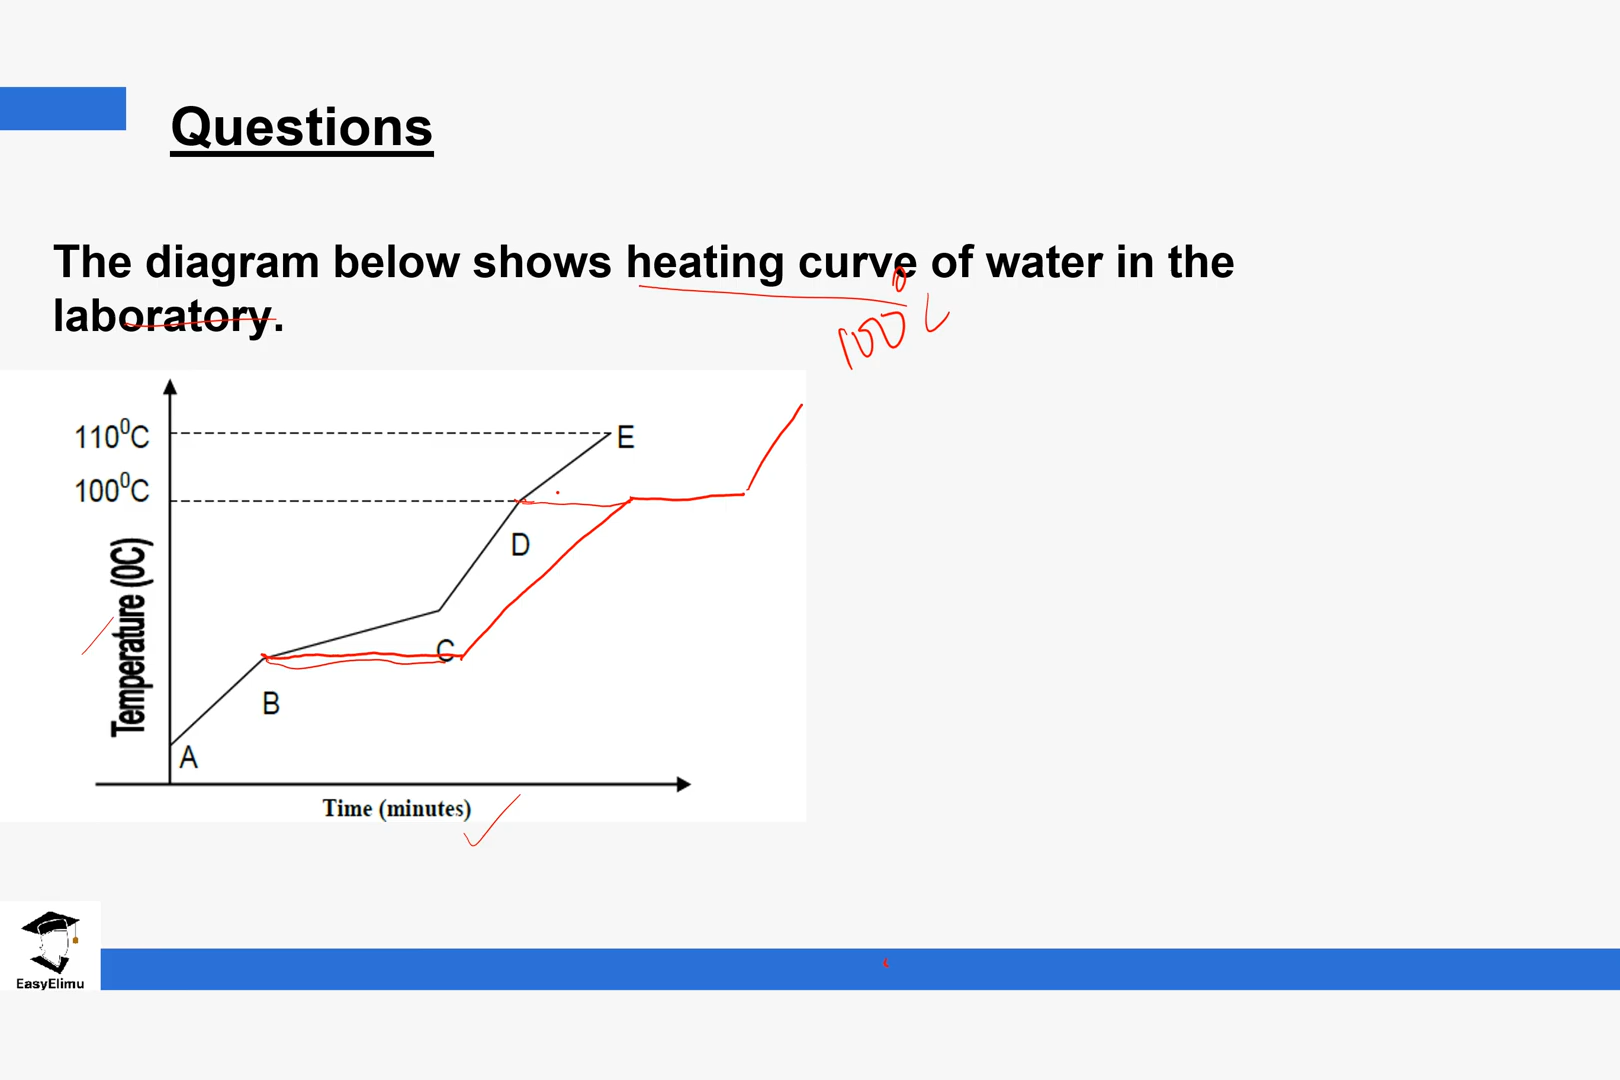 Questions
The diagram below shows heating curve of water in the
laboratory.
100⁰C
110⁰C
E
100⁰C
D
Temperature (0C)
C
B
A
Time (minutes)
EasyElimu